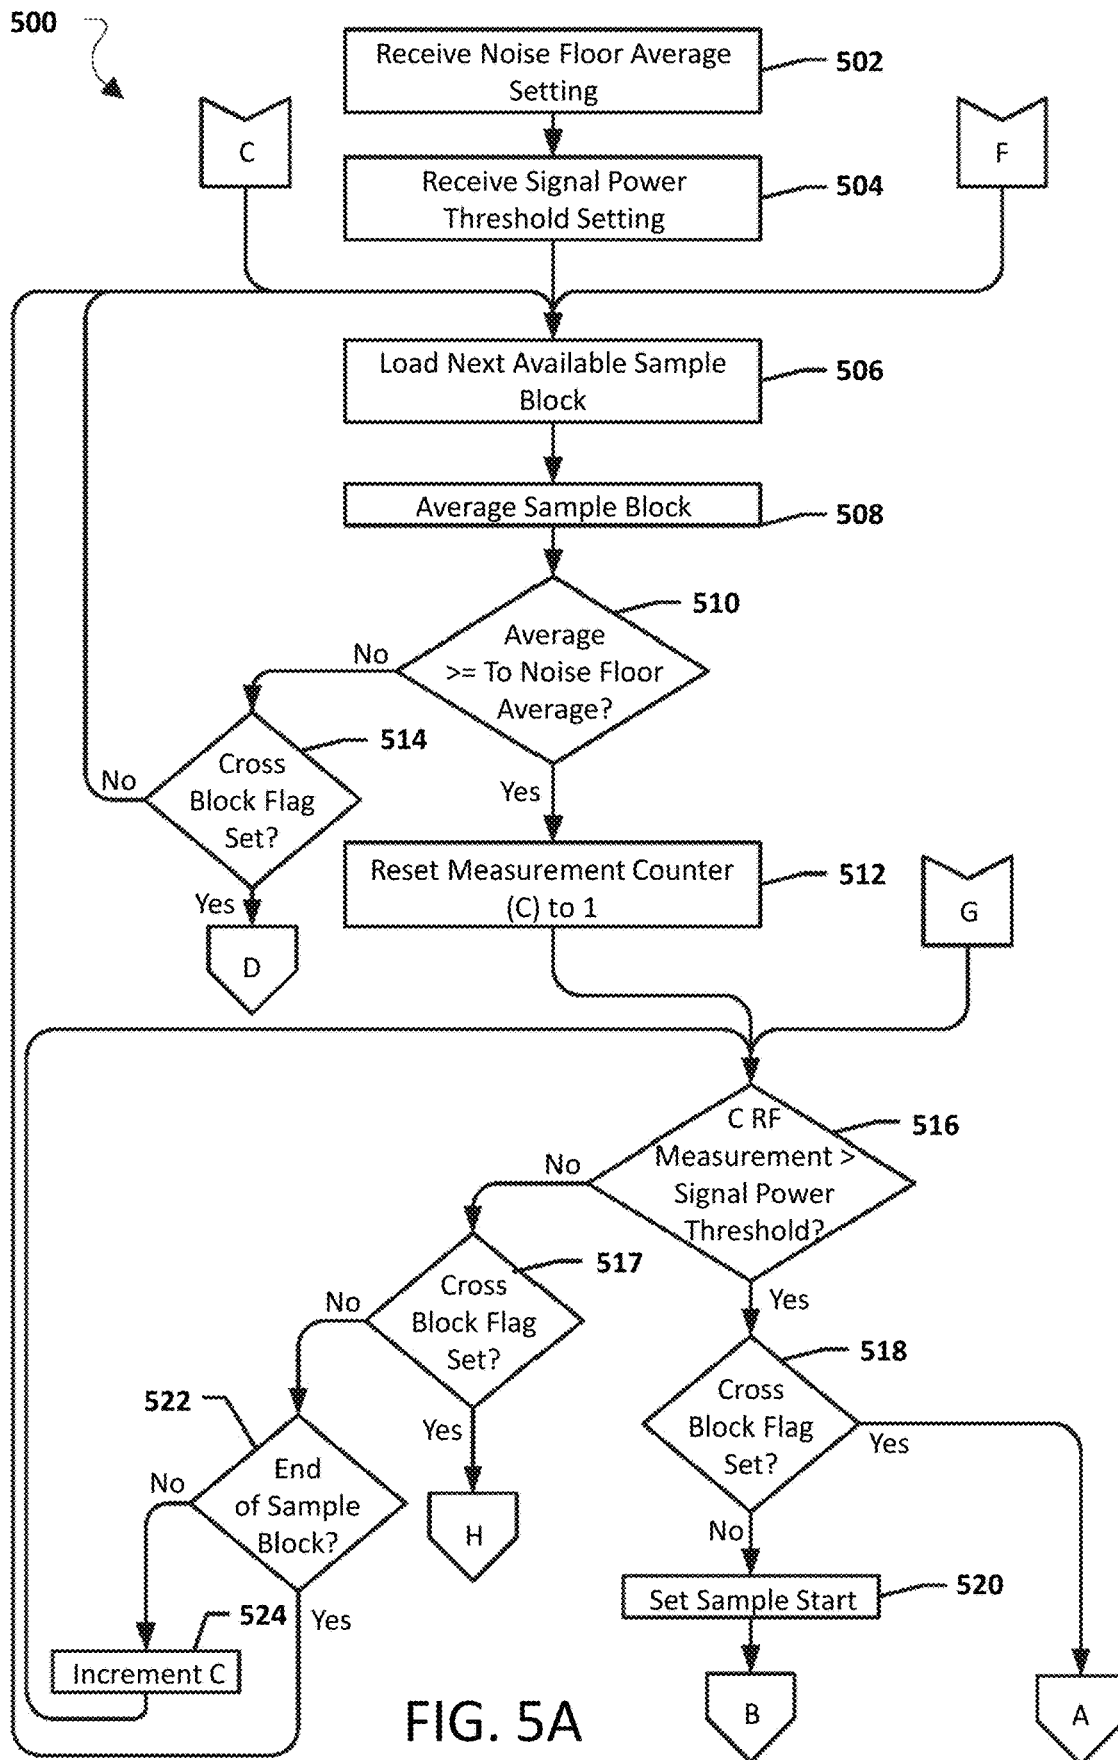 500
Receive Noise Floor Average
Setting
502
C
F
Receive Signal Power
Threshold Setting
504
Load Next Available Sample
Block
506
Average Sample Block
508
510
Average
>= To Noise Floor
Average?
No
514
Cross
Block Flag
Set?
No
Yes
Yes
Reset Measurement Counter
(C) to 1
512
D
G
C RF
Measurement >
Signal Power
Threshold?
516
No
517
Cross
Block Flag
Set?
No
Yes
518
Cross
Block Flag
Set?
Yes
522
End
of Sample
Block?
No
Yes
H
No
Set Sample Start
520
524
Yes
Increment C
B
A
FIG. 5A